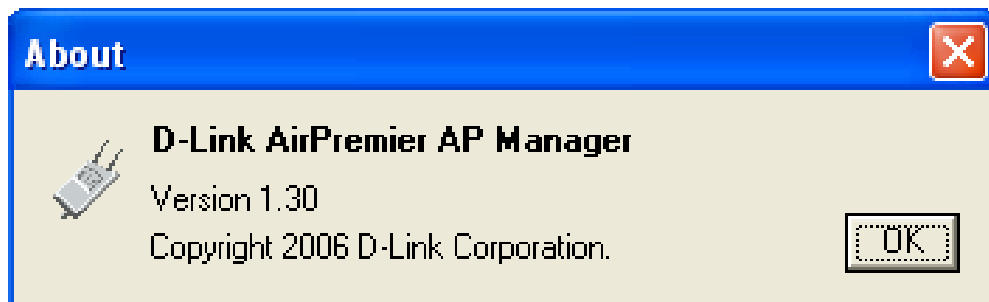 About
D-Link AirPremier AP Manager
Version 1.30
Copyright 2006 D-Link Corporation.
OK